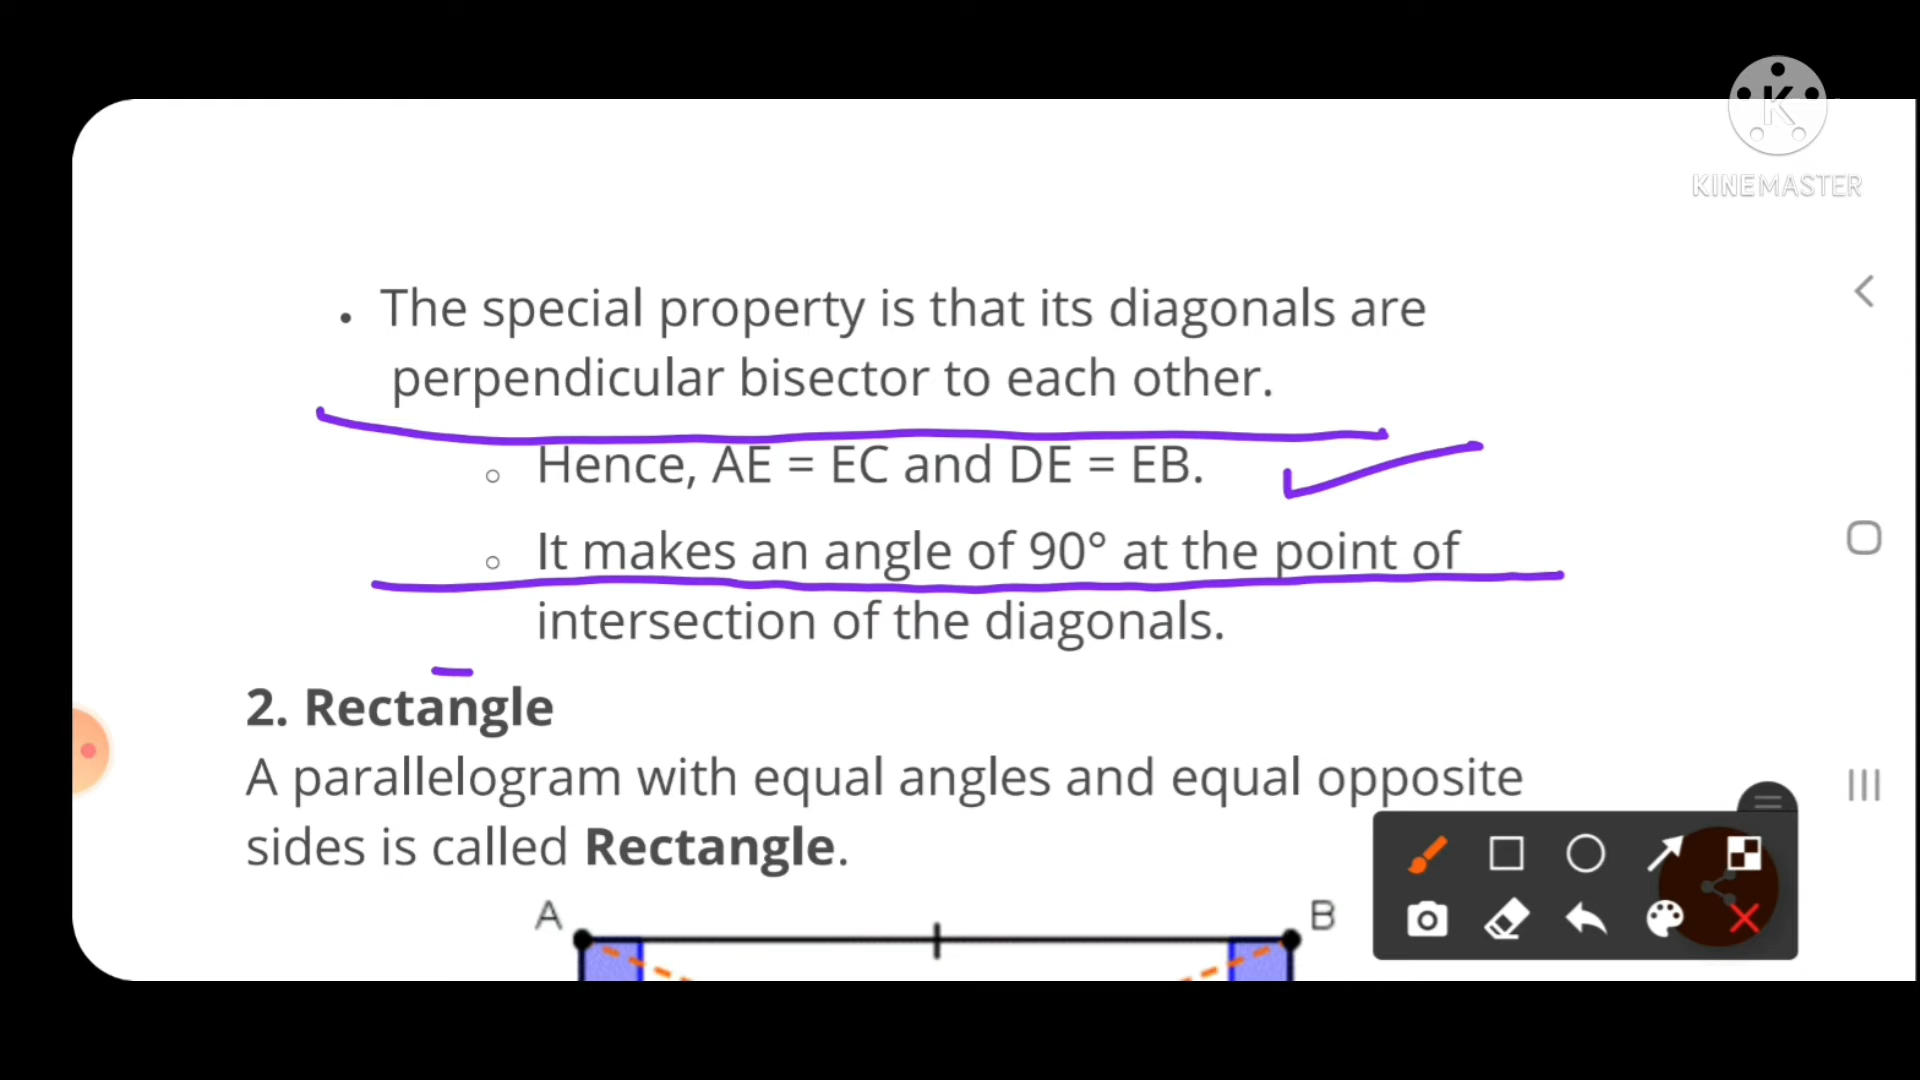 K
KINEMASTER
• The special property is that its diagonals are
perpendicular bisector to each other.
○ Hence, AE = EC and DE = EB.
○ It makes an angle of 90° at the point of
intersection of the diagonals.
2. Rectangle
A parallelogram with equal angles and equal opposite
sides is called Rectangle.
A B